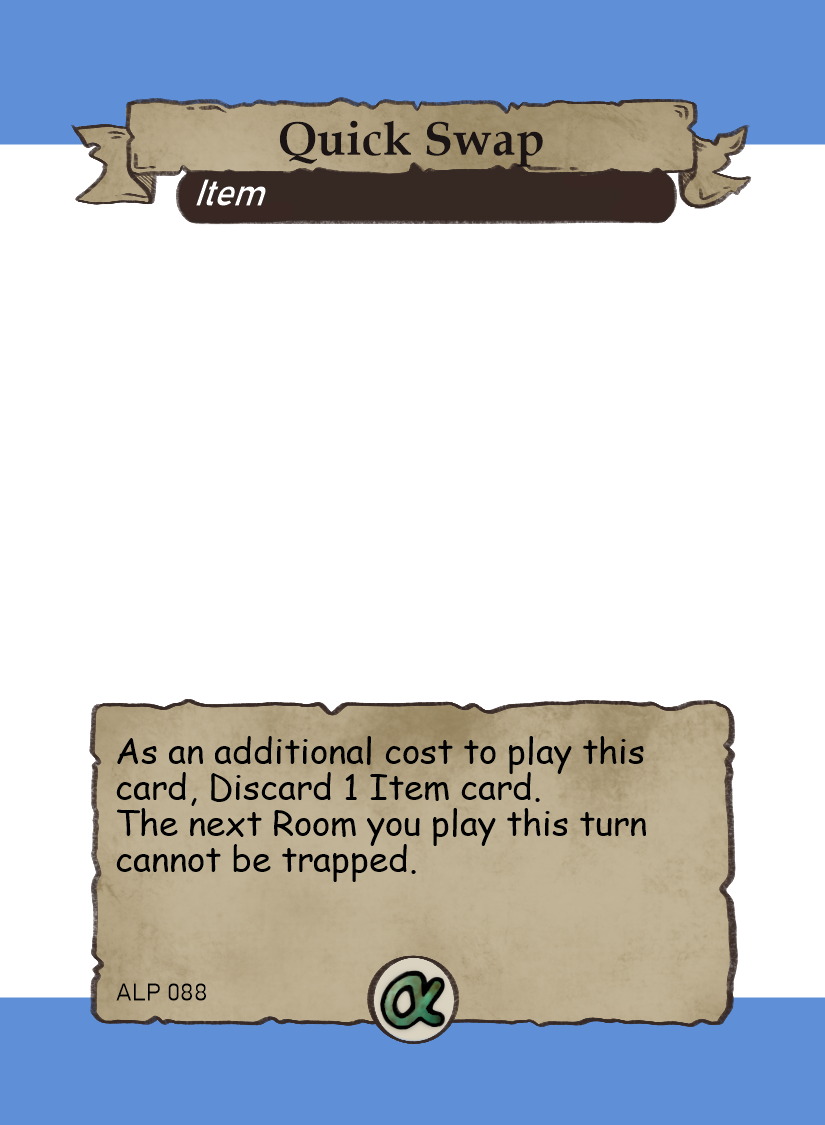 Quick Swap
Item
As an additional cost to play this
card, Discard 1 Item card.
The next Room you play this turn
cannot be trapped.
ALP 088
α